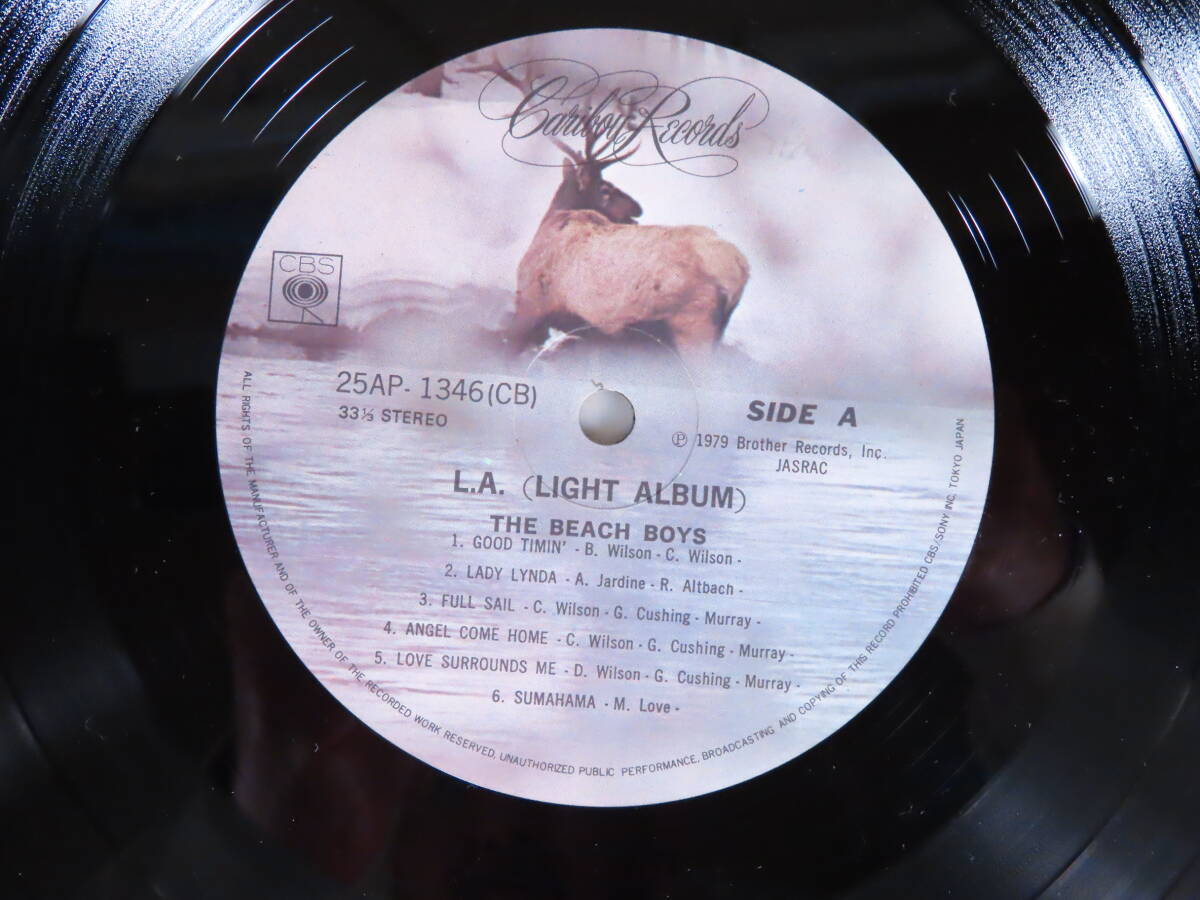 Caribou Records
CBS
25AP-1346(CB)
33⅓ STEREO
SIDE A
Ⓟ 1979 Brother Records, Inc.
JASRAC
L.A. (LIGHT ALBUM)
THE BEACH BOYS
1. GOOD TIMIN' - B. Wilson - C. Wilson -
2. LADY LYNDA - A. Jardine - R. Altbach -
3. FULL SAIL - C. Wilson - G. Cushing - Murray -
4. ANGEL COME HOME - C. Wilson - G. Cushing - Murray -
5. LOVE SURROUNDS ME - D. Wilson - G. Cushing - Murray -
6. SUMAHAMA - M. Love -
ALL RIGHTS OF THE MANUFACTURER AND OF THE OWNER OF THE RECORDED WORK RESERVED, UNAUTHORIZED PUBLIC PERFORMANCE, BROADCASTING AND COPYING OF THIS RECORD PROHIBITED CBS/SONY INC. TOKYO JAPAN